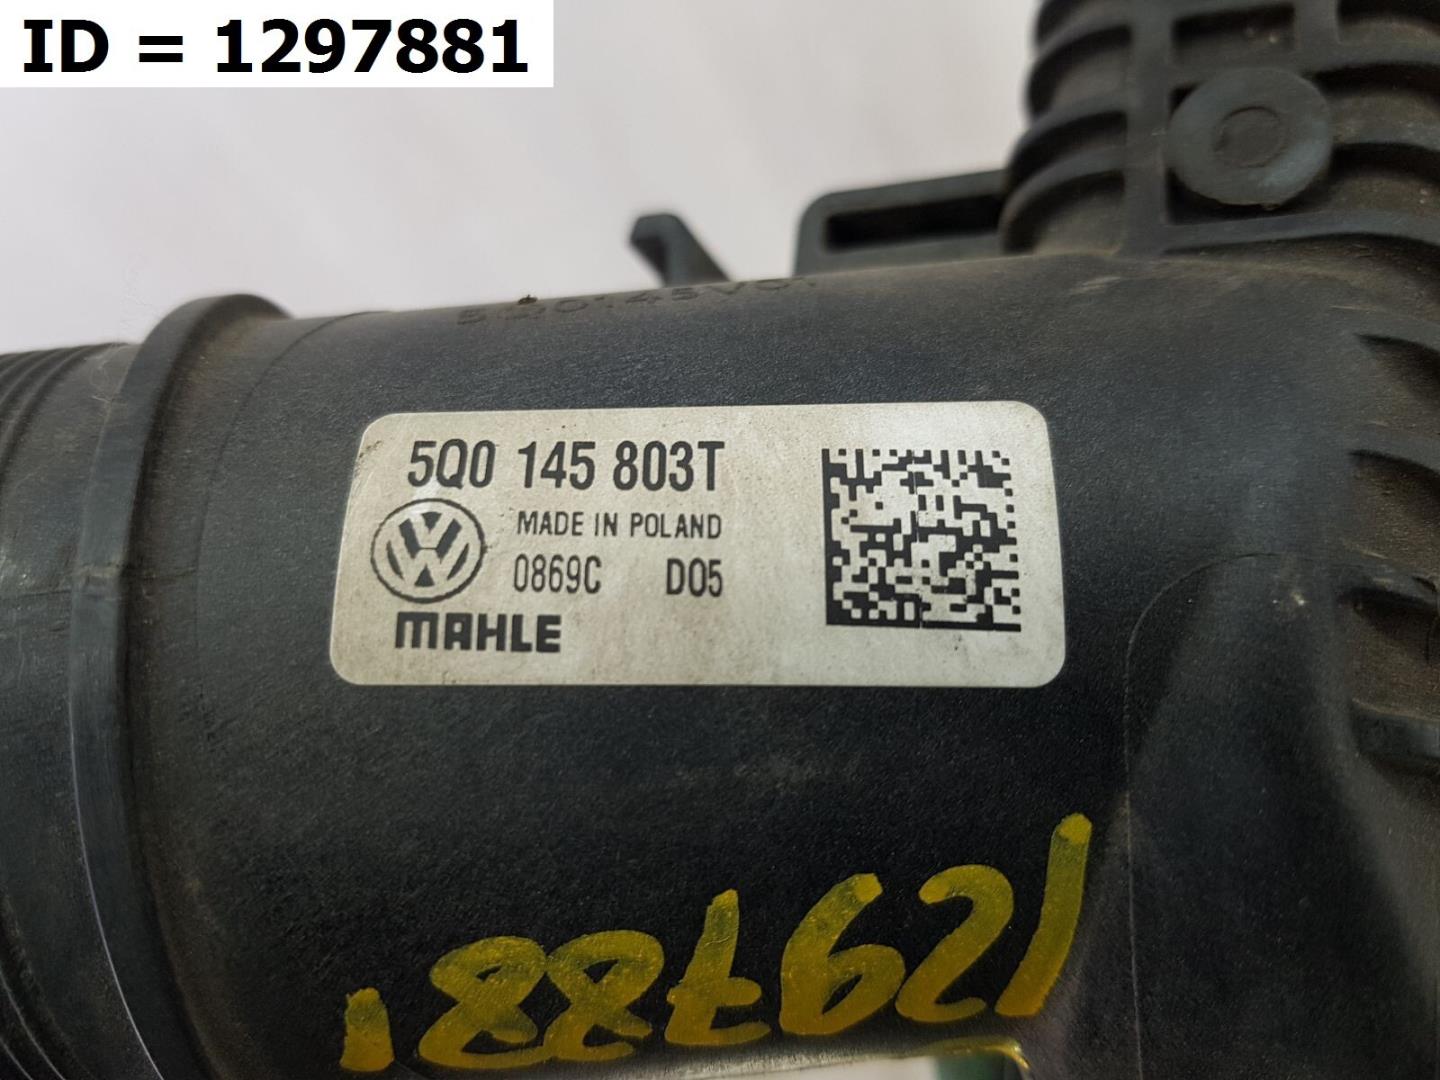 ID = 1297881
5Q0 145 803T
MADE IN POLAND
0869C D05
MAHLE
1297881